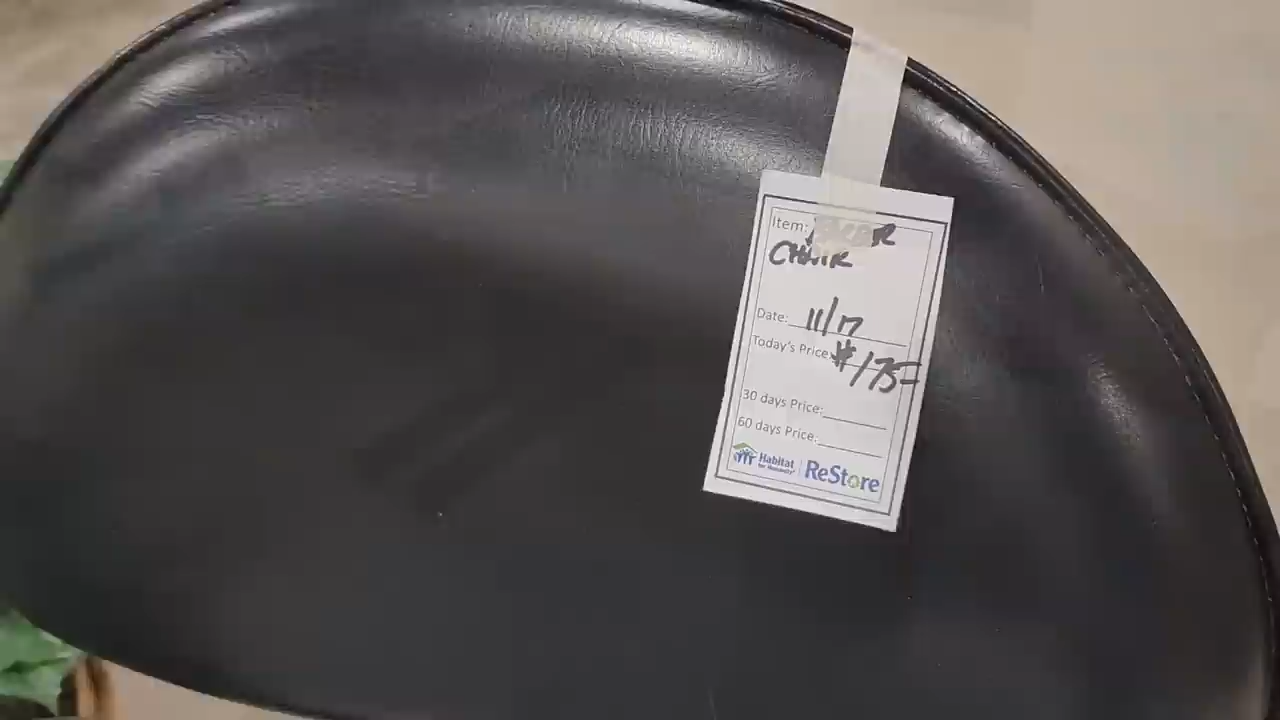 Item:
CHAIR
Date: 11/17
Today's Price: $175-
30 days Price:
60 days Price:
Habitat for Humanity® | ReStore